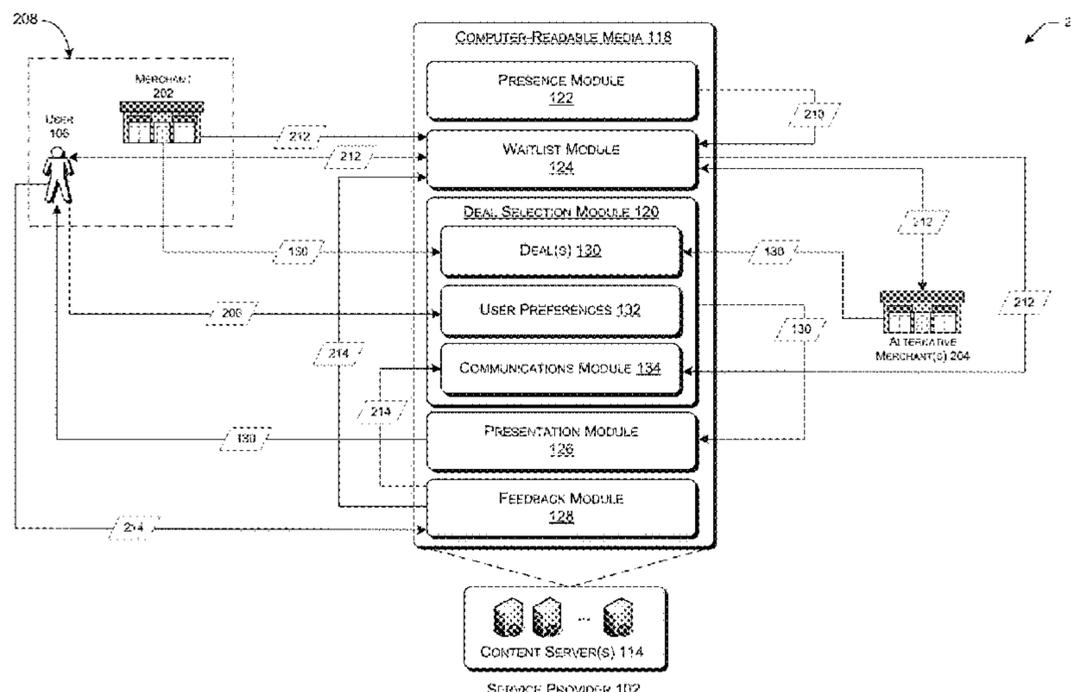 208
COMPUTER-READABLE MEDIA 118
2
MERCHANT
202
USER
106
PRESENCE MODULE
122
210
212
WAITLIST MODULE
124
212
212
DEAL SELECTION MODULE 120
130
DEAL(S) 130
130
212
206
USER PREFERENCES 132
130
ALTERNATIVE
MERCHANT(S) 204
214
COMMUNICATIONS MODULE 134
214
130
PRESENTATION MODULE
126
FEEDBACK MODULE
128
214
...
CONTENT SERVER(S) 114
SERVICE PROVIDER 102